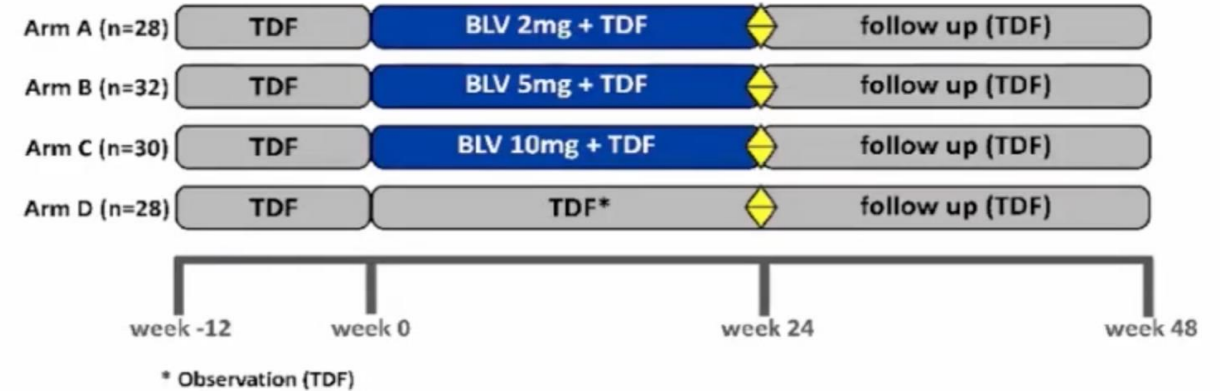 Arm A (n=28) TDF BLV 2mg + TDF follow up (TDF)
Arm B (n=32) TDF BLV 5mg + TDF follow up (TDF)
Arm C (n=30) TDF BLV 10mg + TDF follow up (TDF)
Arm D (n=28) TDF TDF* follow up (TDF)
week -12 week 0 week 24 week 48
* Observation (TDF)